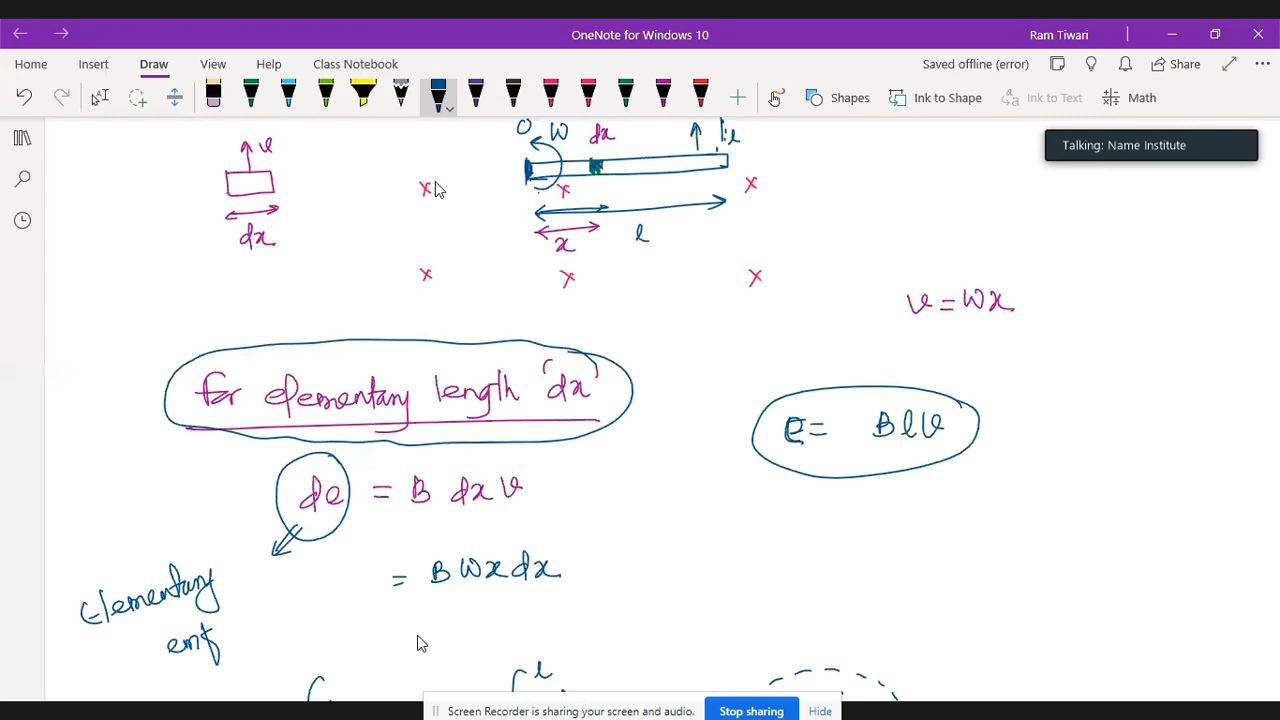 OneNote for Windows 10
Ram Tiwari
Home Insert Draw View Help Class Notebook
Saved offline (error) Share
Shapes Ink to Shape Ink to Text Math
Talking: Name Institute
O W dx l
v
x x x
dx
x l
x x x
v = Wx
for elementary length 'dx'
e = Blv
de = B dx v
= B W x dx
Elementary
emf
l
Screen Recorder is sharing your screen and audio. Stop sharing Hide